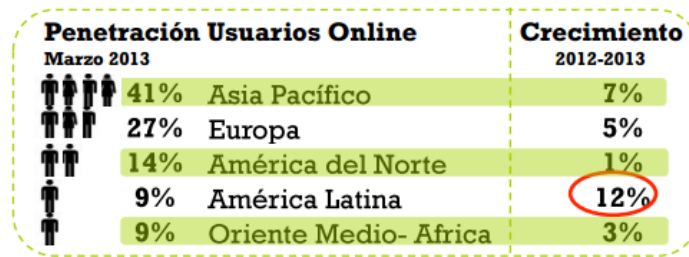 Penetración Usuarios Online Crecimiento
Marzo 2013 2012-2013
41% Asia Pacífico 7%
27% Europa 5%
14% América del Norte 1%
9% América Latina 12%
9% Oriente Medio- Africa 3%